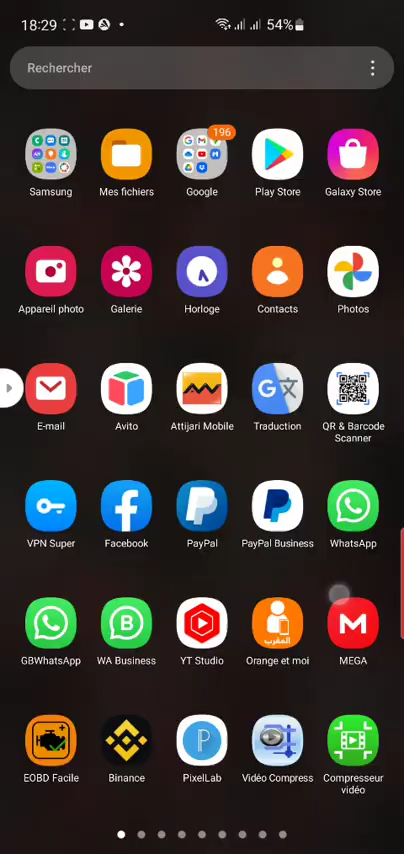 18:29
54%
Rechercher
196
Samsung
Mes fichiers
Google
Play Store
Galaxy Store
Appareil photo
Galerie
Horloge
Contacts
Photos
E-mail
Avito
Attijari Mobile
Traduction
QR & Barcode
Scanner
VPN Super
Facebook
PayPal
PayPal Business
WhatsApp
المغرب
GBWhatsApp
WA Business
YT Studio
Orange et moi
MEGA
EOBD Facile
Binance
PixelLab
Vidéo Compress
Compresseur
vidéo